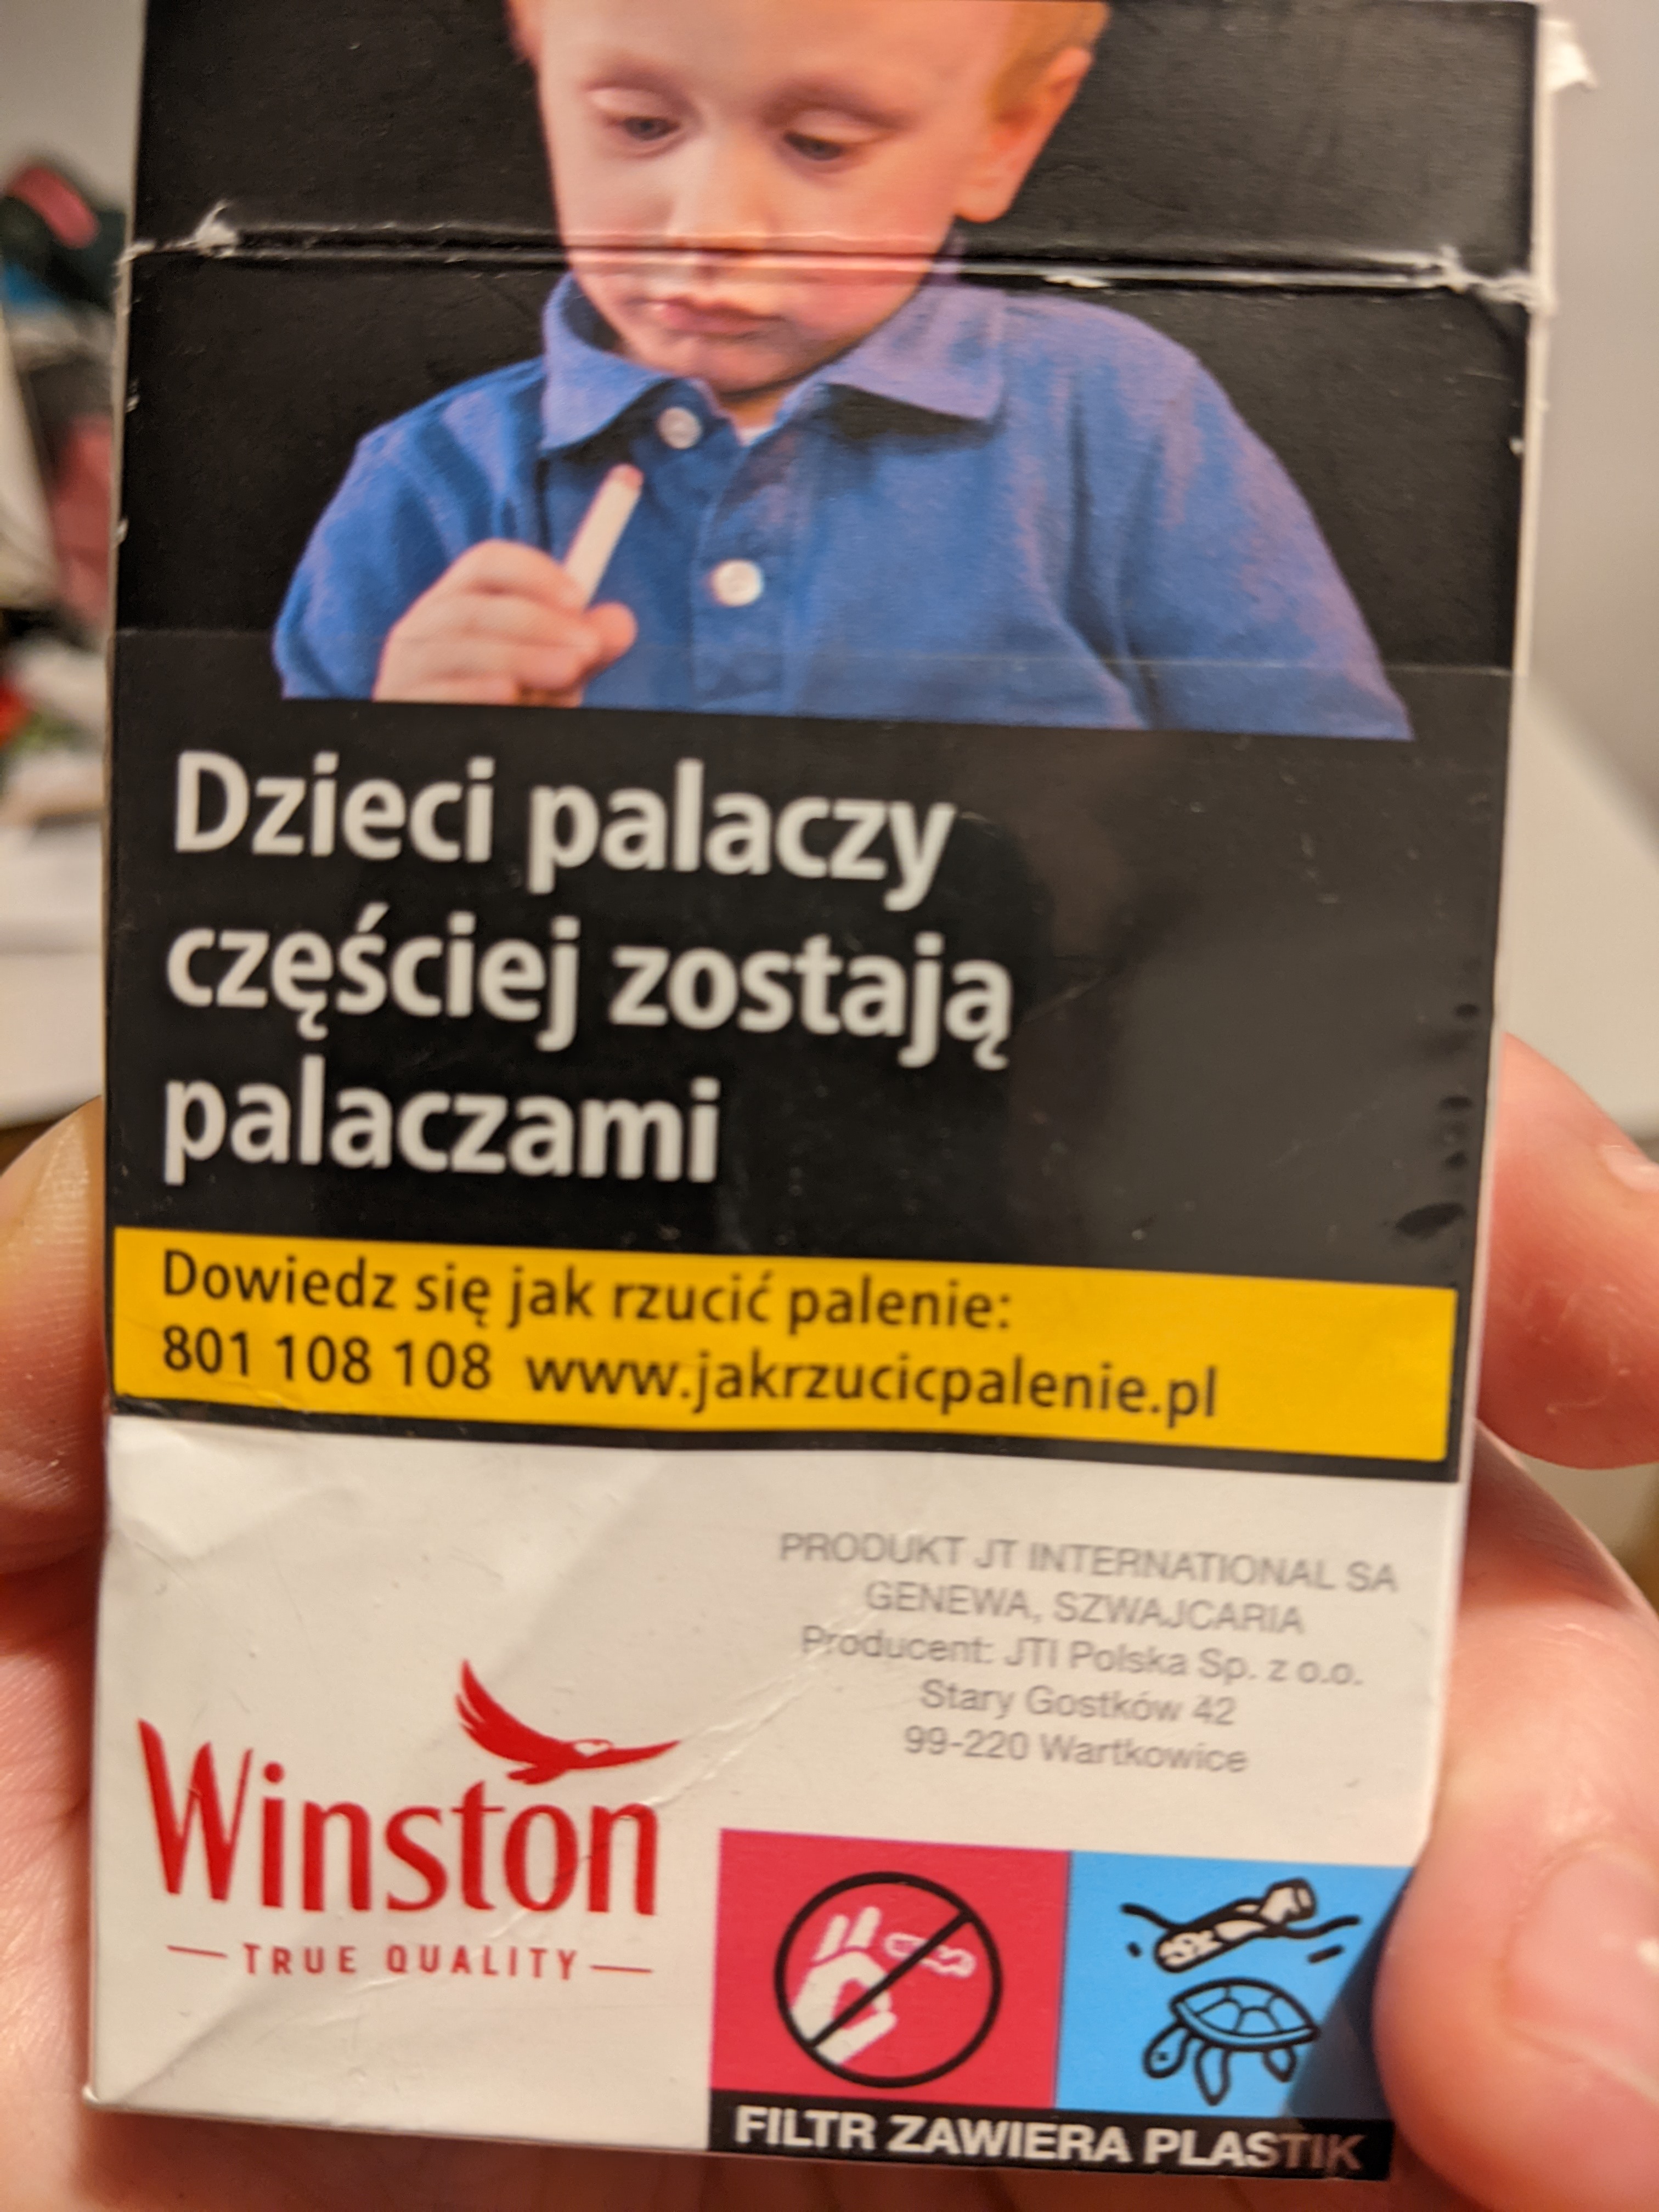 Dzieci palaczy
częściej zostają
palaczami
Dowiedz się jak rzucić palenie:
801 108 108 www.jakrzucicpalenie.pl
PRODUKT JT INTERNATIONAL SA
GENEWA, SZWAJCARIA
Producent: JTI Polska Sp. z o.o.
Stary Gostków 42
99-220 Wartkowice
Winston
TRUE QUALITY
FILTR ZAWIERA PLASTIK